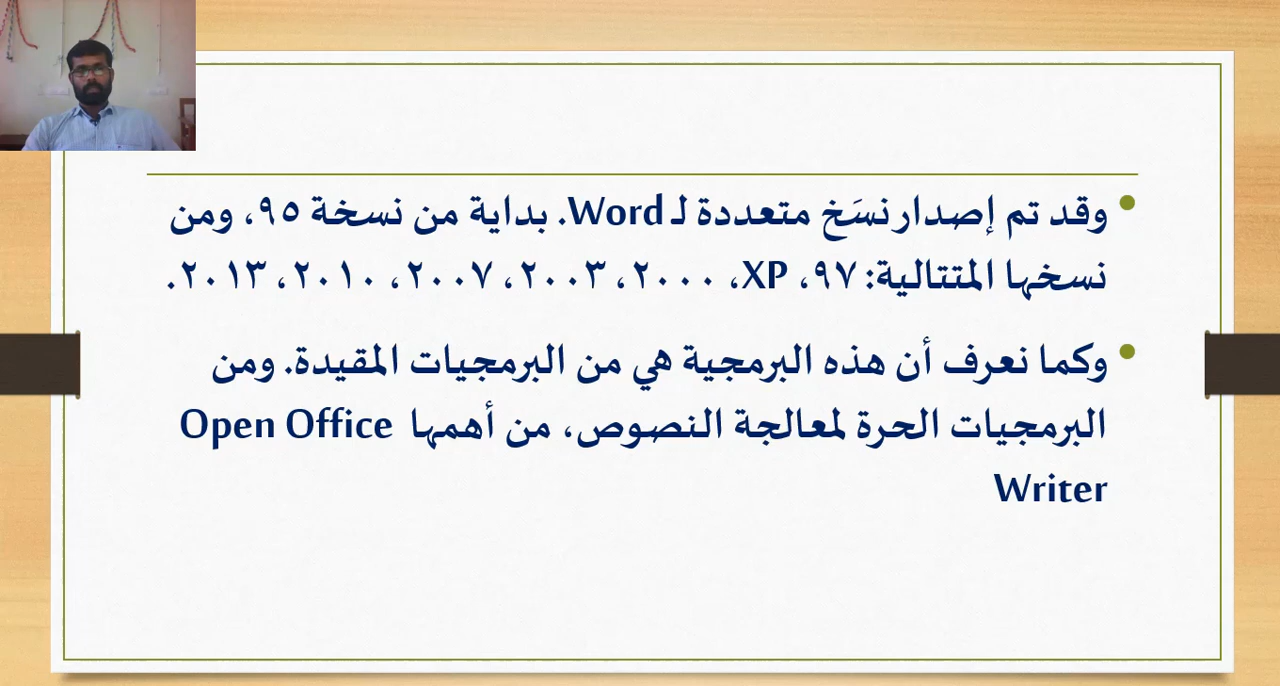 وقد تم إصدار نسَخ متعددة لـ Word. بداية من نسخة ٩٥، ومن
نسخها المتتالية: ٩٧، XP، ٢٠٠٠، ٢٠٠٣، ٢٠٠٧، ٢٠١٠، ٢٠١٣.
وكما نعرف أن هذه البرمجية هي من البرمجيات المقيدة. ومن
البرمجيات الحرة لمعالجة النصوص، من أهمها Open Office
Writer